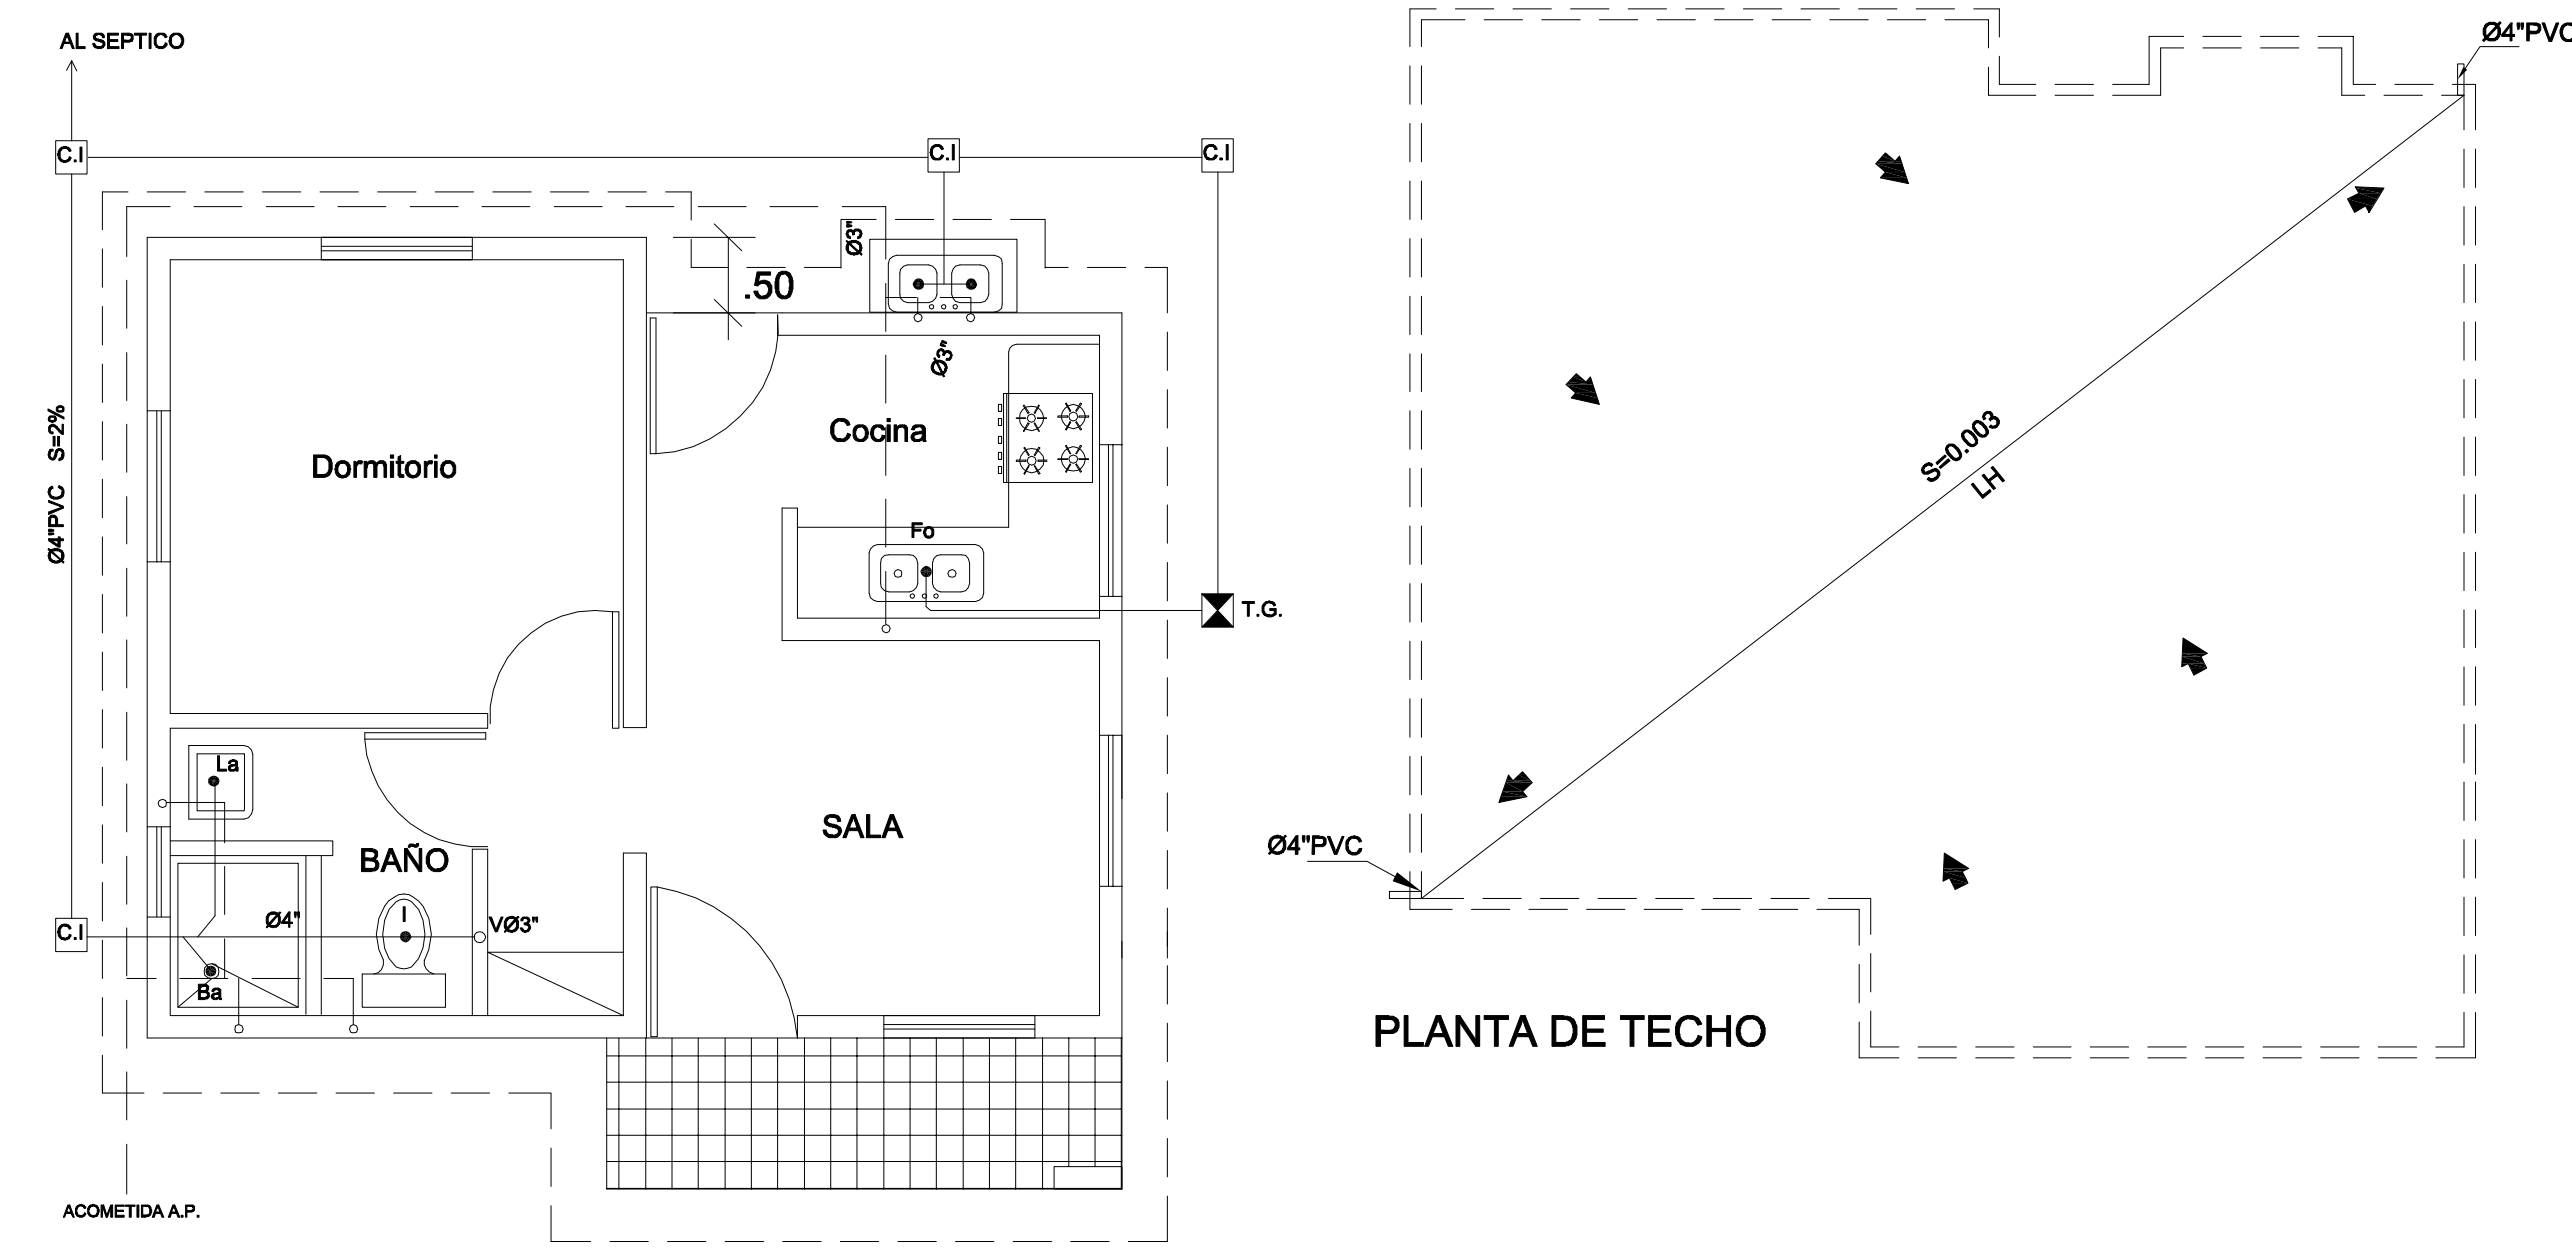 AL SEPTICO
Ø4"PVC
C.I
C.I
C.I
Ø3"
.50
Ø3"
Cocina
Dormitorio
Ø4"PVC S=2%
S=0.003
LH
Fo
T.G.
La
SALA
BAÑO
Ø4"PVC
I
Ø4"
VØ3"
C.I
Ba
PLANTA DE TECHO
ACOMETIDA A.P.